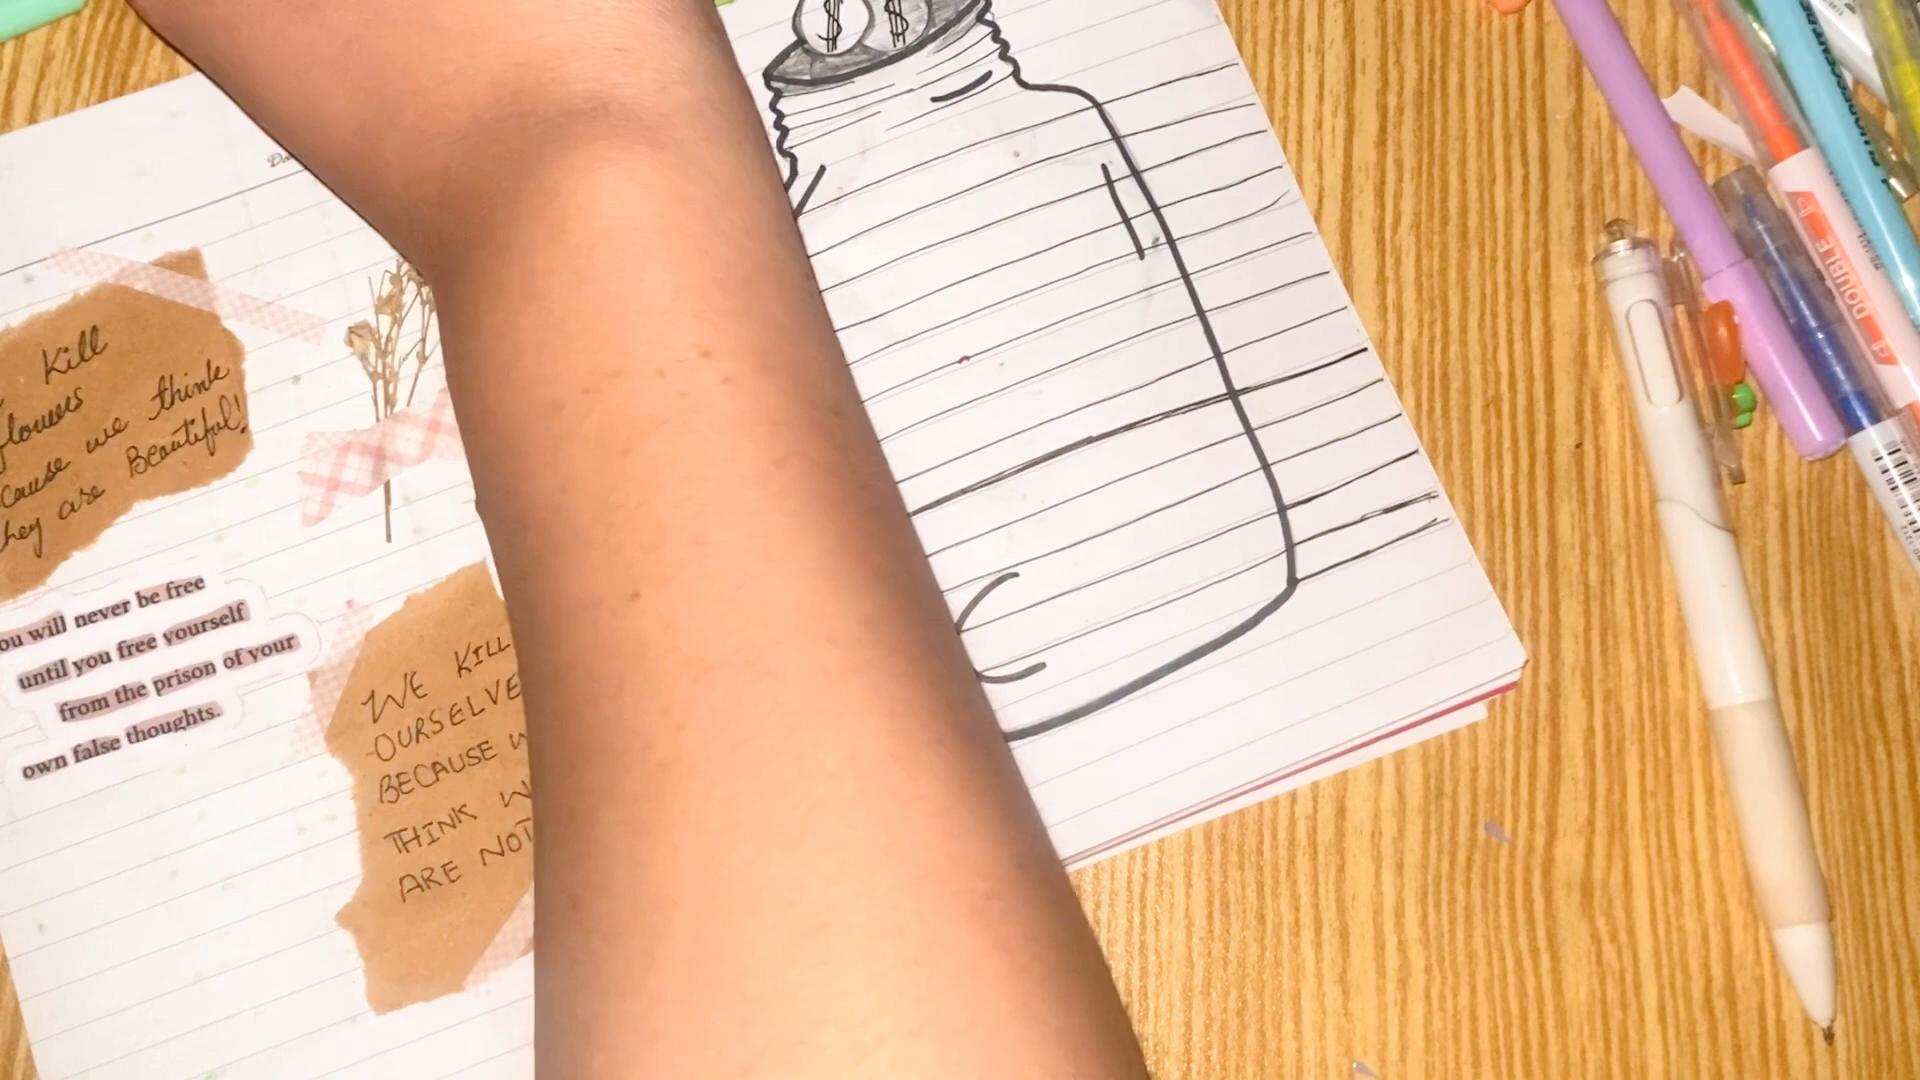 Kill
flowers
cause we think
hey are Beautiful!
ou will never be free
until you free yourself
from the prison of your
own false thoughts.
WE KILL
OURSELVE
BECAUSE W
THINK W
ARE NOT
$ $
DOUBLE